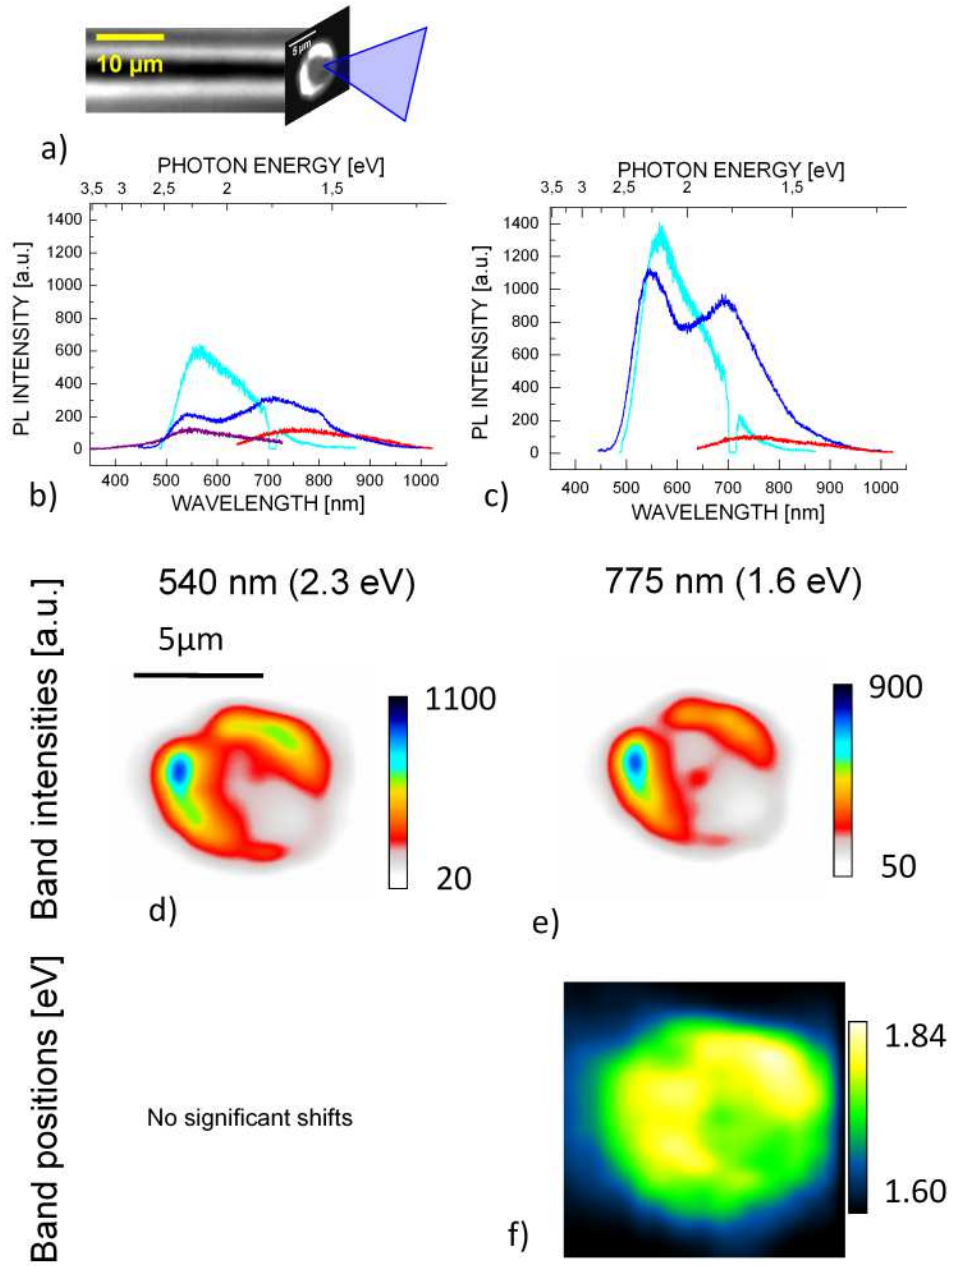 10 µm
5 µm
a)
PHOTON ENERGY [eV]
3,5 3 2,5 2 1,5
1400
1200
1000
800
600
400
200
0
PL INTENSITY [a.u.]
400 500 600 700 800 900 1000
WAVELENGTH [nm]
b)
PHOTON ENERGY [eV]
3,5 3 2,5 2 1,5
1400
1200
1000
800
600
400
200
0
PL INTENSITY [a.u.]
400 500 600 700 800 900 1000
WAVELENGTH [nm]
c)
540 nm (2.3 eV)
775 nm (1.6 eV)
Band intensities [a.u.]
5µm
1100
20
d)
900
50
e)
Band positions [eV]
No significant shifts
1.84
1.60
f)